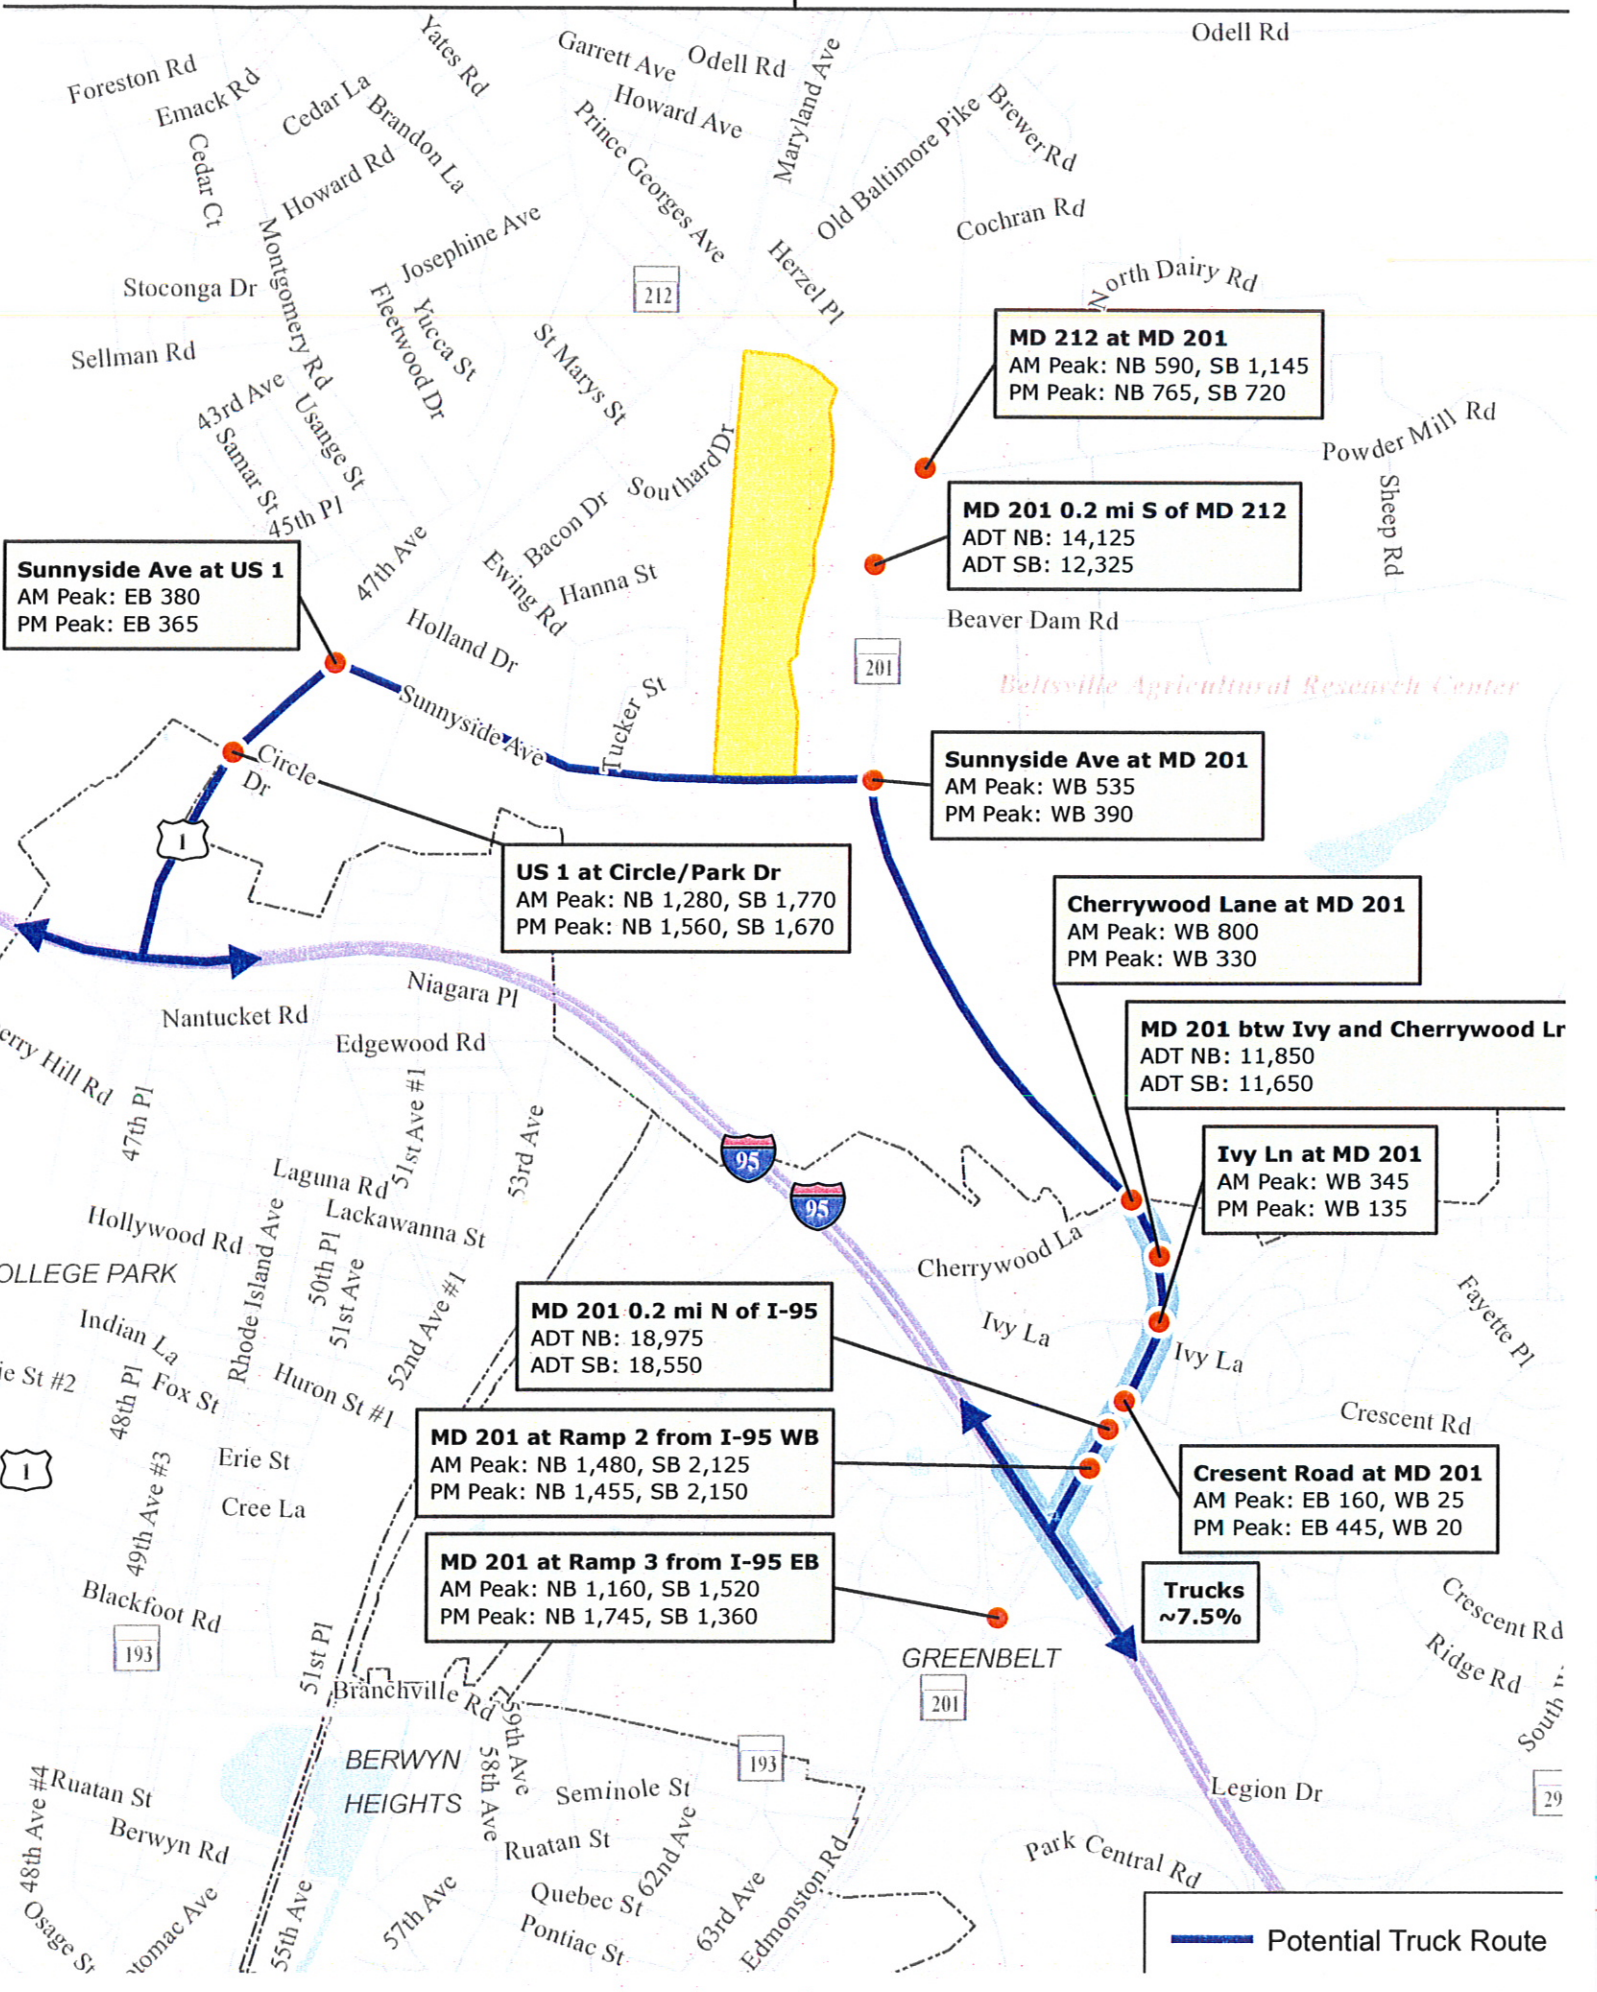 Odell Rd
Yates Rd
Garrett Ave
Odell Rd
Maryland Ave
Foreston Rd
Emack Rd
Cedar La
Brandon La
Howard Ave
Prince Georges Ave
Old Baltimore Pike
Brewer Rd
Cedar Ct
Howard Rd
Cochran Rd
Josephine Ave
Montgomery Rd
Herzel Pl
North Dairy Rd
Stoconga Dr
Fleetwood Dr
Yucca St
212
St Marys St
Sellman Rd
MD 212 at MD 201
AM Peak: NB 590, SB 1,145
PM Peak: NB 765, SB 720
43rd Ave
Usange St
Samar St
45th Pl
Southard Dr
Powder Mill Rd
Sheep Rd
Bacon Dr
47th Ave
Ewing Rd
Hanna St
MD 201 0.2 mi S of MD 212
ADT NB: 14,125
ADT SB: 12,325
Sunnyside Ave at US 1
AM Peak: EB 380
PM Peak: EB 365
Beaver Dam Rd
Holland Dr
201
Beltsville Agricultural Research Center
Sunnyside Ave
Tucker St
Circle
Dr
Sunnyside Ave at MD 201
AM Peak: WB 535
PM Peak: WB 390
1
US 1 at Circle/Park Dr
AM Peak: NB 1,280, SB 1,770
PM Peak: NB 1,560, SB 1,670
Cherrywood Lane at MD 201
AM Peak: WB 800
PM Peak: WB 330
Niagara Pl
Nantucket Rd
Edgewood Rd
erry Hill Rd
MD 201 btw Ivy and Cherrywood Ln
ADT NB: 11,850
ADT SB: 11,650
47th Pl
51st Ave #1
53rd Ave
95
95
Ivy Ln at MD 201
AM Peak: WB 345
PM Peak: WB 135
Laguna Rd
Lackawanna St
Hollywood Rd
Rhode Island Ave
50th Pl
51st Ave
52nd Ave #1
Cherrywood La
OLLEGE PARK
Indian La
Fayette Pl
MD 201 0.2 mi N of I-95
ADT NB: 18,975
ADT SB: 18,550
Ivy La
Ivy La
ie St #2
48th Pl
Fox St
Huron St #1
Crescent Rd
MD 201 at Ramp 2 from I-95 WB
AM Peak: NB 1,480, SB 2,125
PM Peak: NB 1,455, SB 2,150
1
Erie St
49th Ave #3
Cree La
Cresent Road at MD 201
AM Peak: EB 160, WB 25
PM Peak: EB 445, WB 20
MD 201 at Ramp 3 from I-95 EB
AM Peak: NB 1,160, SB 1,520
PM Peak: NB 1,745, SB 1,360
Trucks
~7.5%
Blackfoot Rd
193
51st Pl
GREENBELT
201
Crescent Rd
Ridge Rd
South
Branchville Rd
59th Ave
58th Ave
193
BERWYN
HEIGHTS
Ruatan St
48th Ave #4
Berwyn Rd
Seminole St
Ruatan St
62nd Ave
Legion Dr
29
Park Central Rd
Edmonston Rd
Quebec St
Pontiac St
63rd Ave
57th Ave
55th Ave
Osage St
otomac Ave
Potential Truck Route